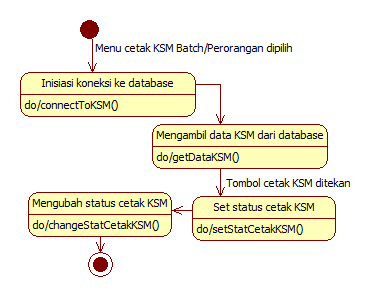 Menu cetak KSM Batch/Perorangan dipilih
Inisiasi koneksi ke database
do/connectToKSM()
Mengambil data KSM dari database
do/getDataKSM()
Tombol cetak KSM ditekan
Set status cetak KSM
do/setStatCetakKSM()
Mengubah status cetak KSM
do/changeStatCetakKSM()